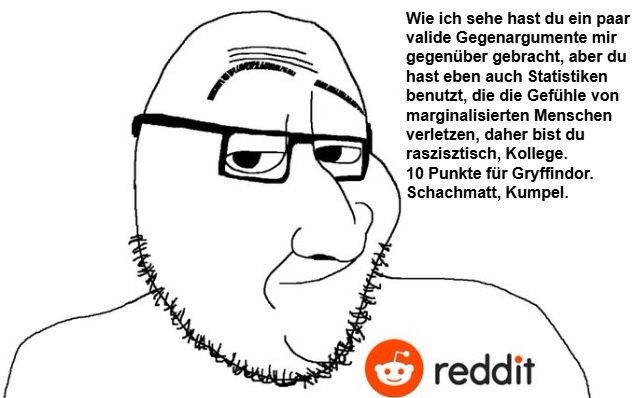 Wie ich sehe hast du ein paar
valide Gegenargumente mir
gegenüber gebracht, aber du
hast eben auch Statistiken
benutzt, die die Gefühle von
marginalisierten Menschen
verletzen, daher bist du
raszisztisch, Kollege.
10 Punkte für Gryffindor.
Schachmatt, Kumpel.
reddit